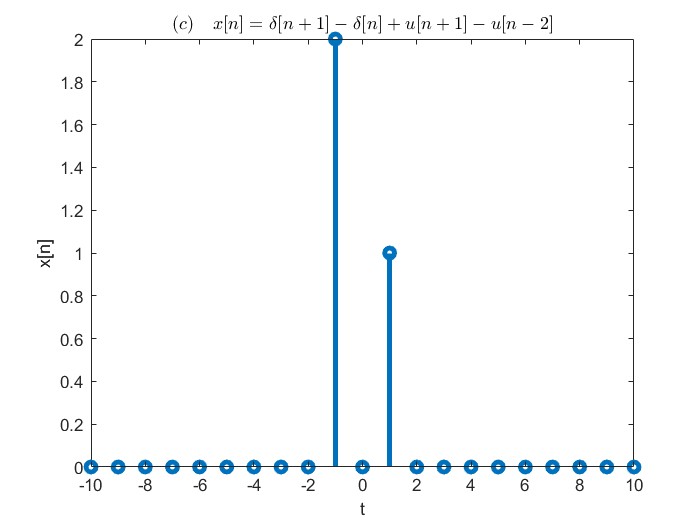 (c) x[n] = δ[n + 1] − δ[n] + u[n + 1] − u[n − 2]
2
1.8
1.6
1.4
1.2
1
0.8
0.6
0.4
0.2
0
x[n]
-10 -8 -6 -4 -2 0 2 4 6 8 10
t